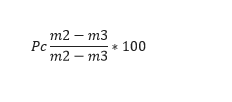 Pc (m2 − m3)/(m2 − m3) * 100